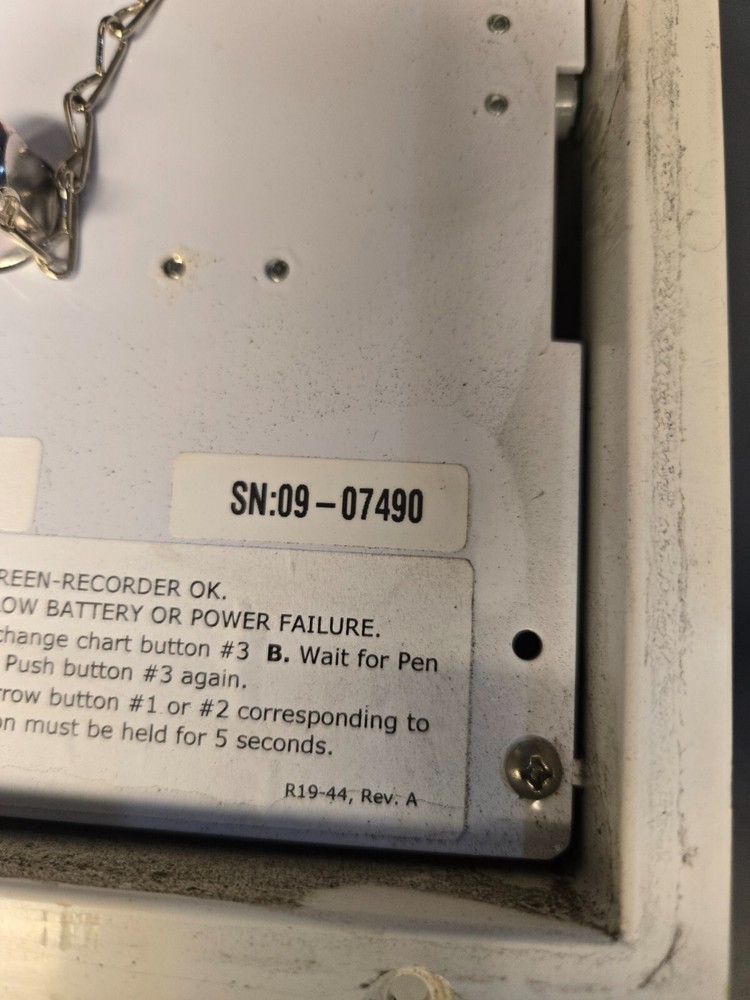 SN:09-07490
REEN-RECORDER OK.
OW BATTERY OR POWER FAILURE.
change chart button #3 B. Wait for Pen
Push button #3 again.
rrow button #1 or #2 corresponding to
on must be held for 5 seconds.
R19-44, Rev. A